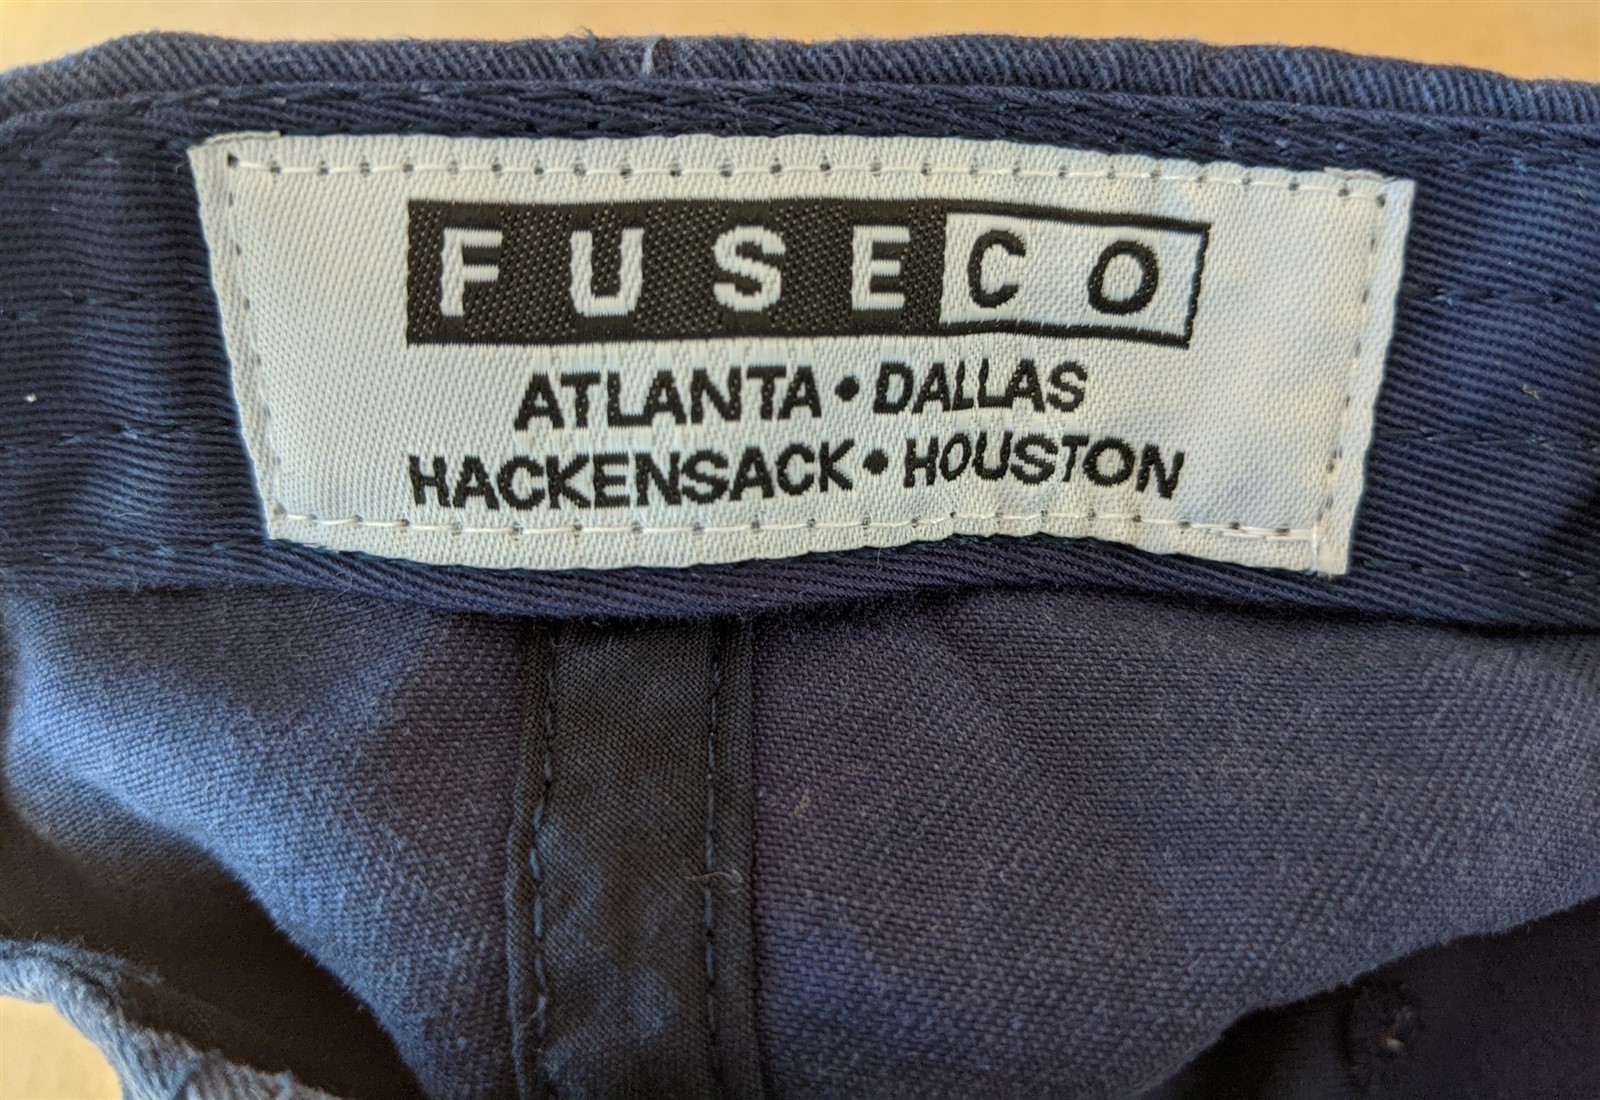 FUSECO
ATLANTA • DALLAS
HACKENSACK • HOUSTON